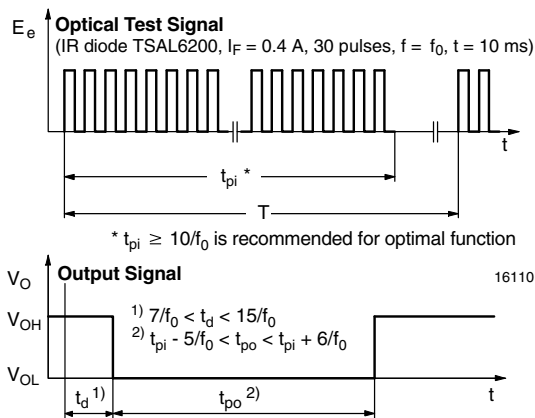 E_e Optical Test Signal
(IR diode TSAL6200, I_F = 0.4 A, 30 pulses, f = f_0, t = 10 ms)
t
t_pi *
T
* t_pi ≥ 10/f_0 is recommended for optimal function
V_O Output Signal 16110
V_OH 1) 7/f_0 < t_d < 15/f_0
2) t_pi - 5/f_0 < t_po < t_pi + 6/f_0
V_OL
t_d 1) t_po 2) t